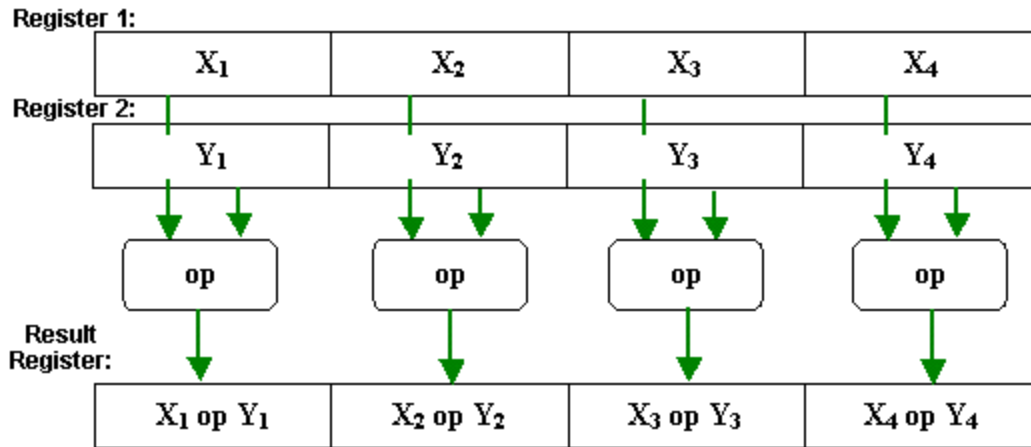 Register 1:
X₁ X₂ X₃ X₄
Register 2:
Y₁ Y₂ Y₃ Y₄
op op op op
Result
Register:
X₁ op Y₁ X₂ op Y₂ X₃ op Y₃ X₄ op Y₄